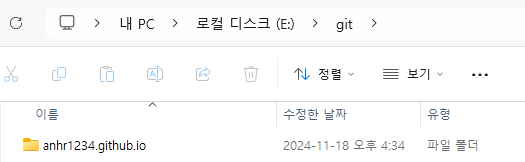 내 PC > 로컬 디스크 (E:) > git >
정렬 보기 ...
이름 수정한 날짜 유형
anhr1234.github.io 2024-11-18 오후 4:34 파일 폴더